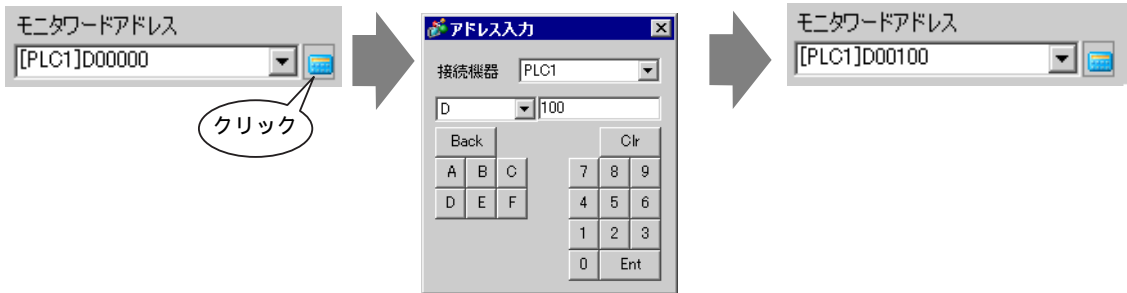 モニタワードアドレス
[PLC1]D00000
クリック
アドレス入力
接続機器 PLC1
D 100
Back Clr
A B C 7 8 9
D E F 4 5 6
1 2 3
0 Ent
モニタワードアドレス
[PLC1]D00100